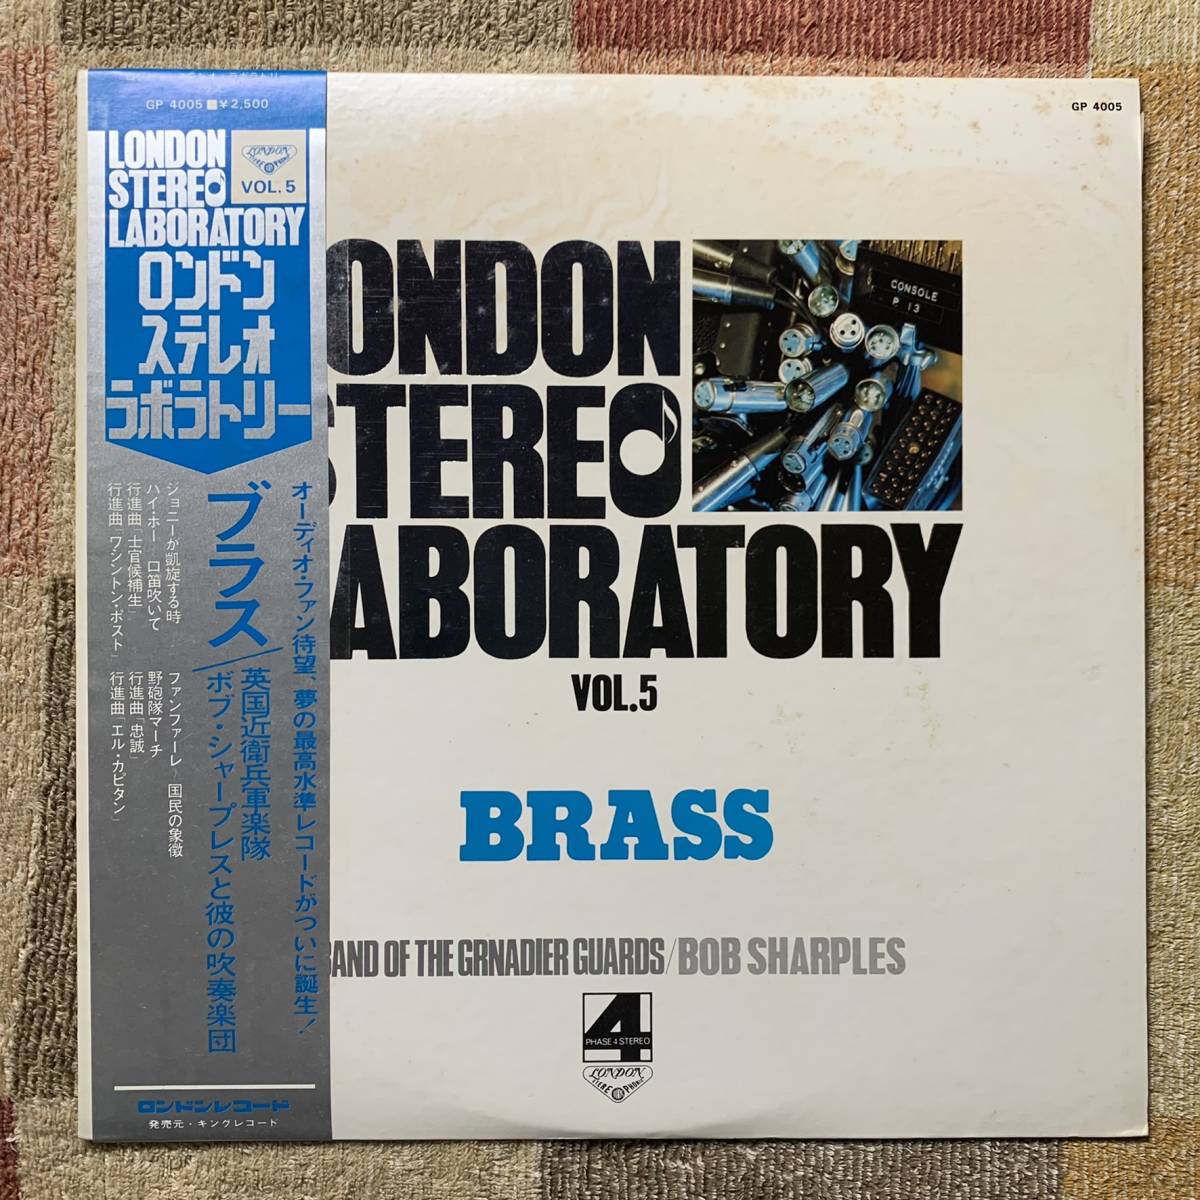 GP 4005 ■¥2,500
LONDON
STEREO
LABORATORY
LONDON
VOL. 5
ロンドン
ステレオ
ラボラトリー
オーディオ・ファン待望、夢の最高水準レコードがついに誕生!
ブラス/英国近衛兵軍楽隊
ボブ・シャープレスと彼の吹奏楽団
ジョニーが凱旋する時
ハイ・ホー 口笛吹いて
行進曲「士官候補生」
行進曲「ワシントン・ポスト」
ファンファーレ~国民の象徴
野砲隊マーチ
行進曲「忠誠」
行進曲「エル・カピタン」
ロンドンレコード
発売元・キングレコード
GP 4005
ONDON
STEREO
ABORATORY
CONSOLE
P 13
VOL.5
BRASS
BAND OF THE GRNADIER GUARDS/BOB SHARPLES
4
PHASE 4 STEREO
LONDON
STEREOPHONIC